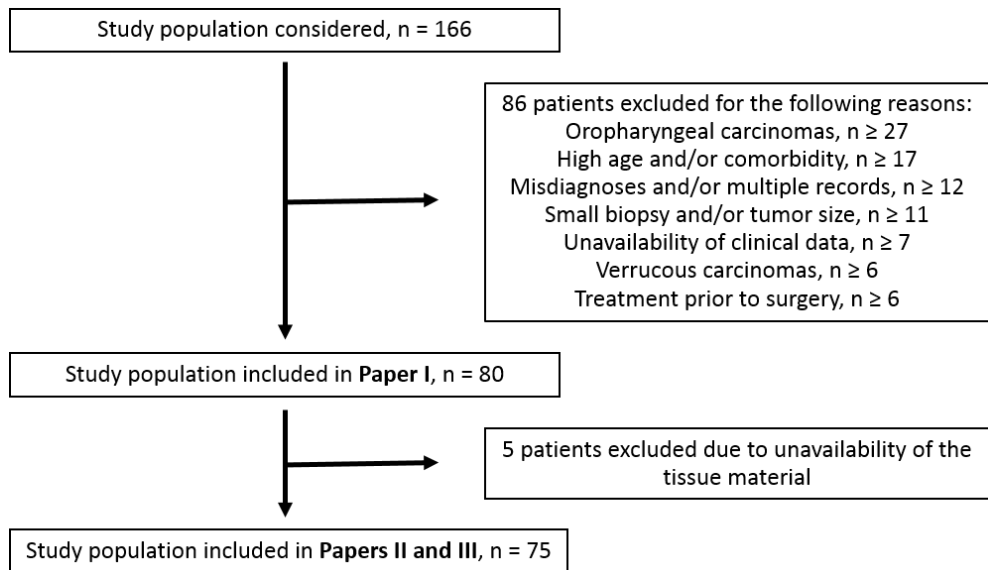 Study population considered, n = 166
86 patients excluded for the following reasons:
Oropharyngeal carcinomas, n ≥ 27
High age and/or comorbidity, n ≥ 17
Misdiagnoses and/or multiple records, n ≥ 12
Small biopsy and/or tumor size, n ≥ 11
Unavailability of clinical data, n ≥ 7
Verrucous carcinomas, n ≥ 6
Treatment prior to surgery, n ≥ 6
Study population included in Paper I, n = 80
5 patients excluded due to unavailability of the
tissue material
Study population included in Papers II and III, n = 75